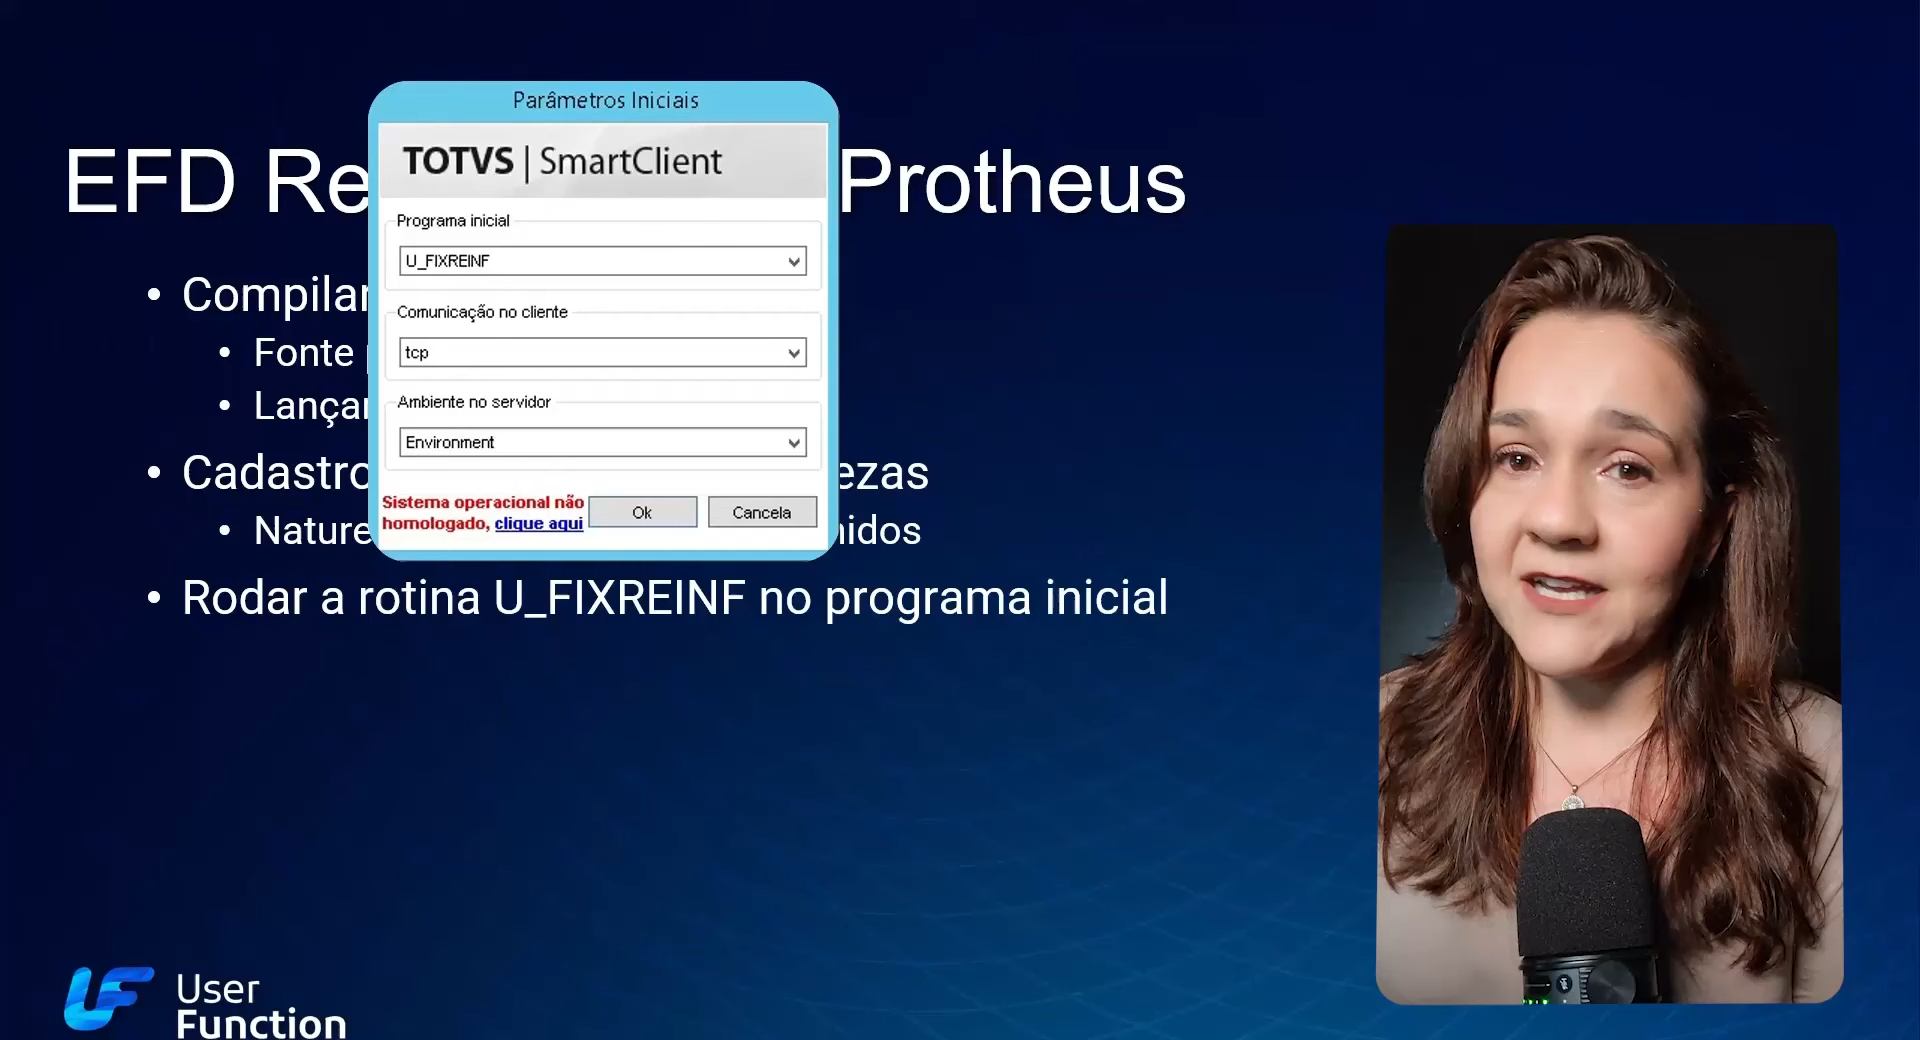 EFD Re Protheus
Parâmetros Iniciais
TOTVS | SmartClient
Programa inicial
U_FIXREINF
Comunicação no cliente
tcp
Ambiente no servidor
Environment
Sistema operacional não
homologado, clique aqui
Ok
Cancela
• Compilar
• Fonte
• Lançar
• Cadastro ezas
• Nature nidos
• Rodar a rotina U_FIXREINF no programa inicial
UF
User
Function